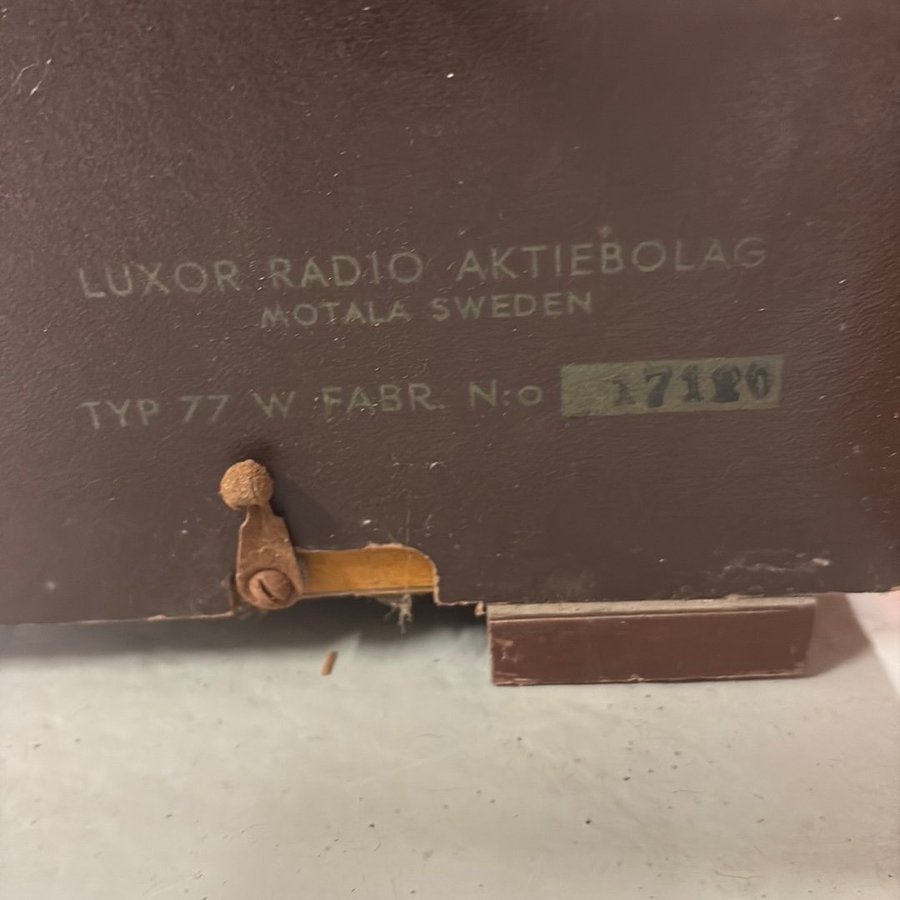 LUXOR RADIO AKTIEBOLAG
MOTALA SWEDEN
TYP 77 W FABR. N:o